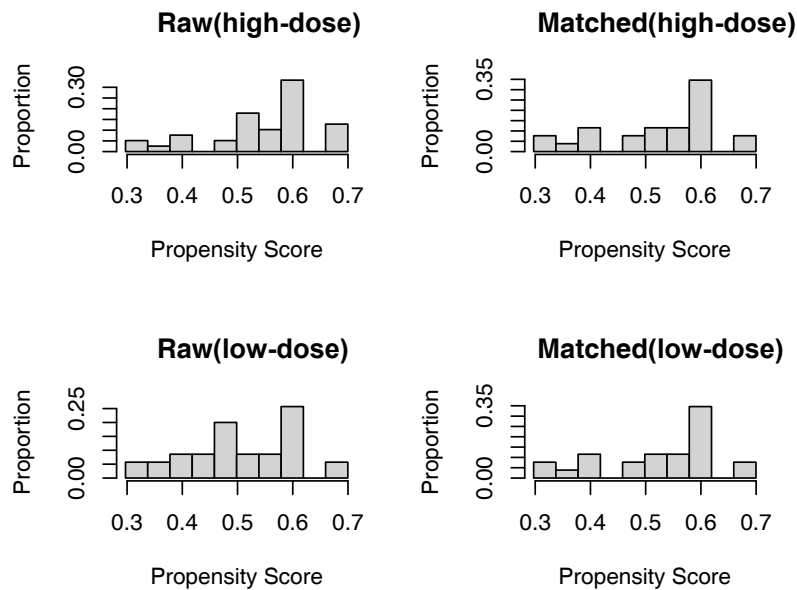 Raw(high-dose)
Proportion
0.00 0.30
0.3 0.4 0.5 0.6 0.7
Propensity Score
Matched(high-dose)
Proportion
0.00 0.35
0.3 0.4 0.5 0.6 0.7
Propensity Score
Raw(low-dose)
Proportion
0.00 0.25
0.3 0.4 0.5 0.6 0.7
Propensity Score
Matched(low-dose)
Proportion
0.00 0.35
0.3 0.4 0.5 0.6 0.7
Propensity Score